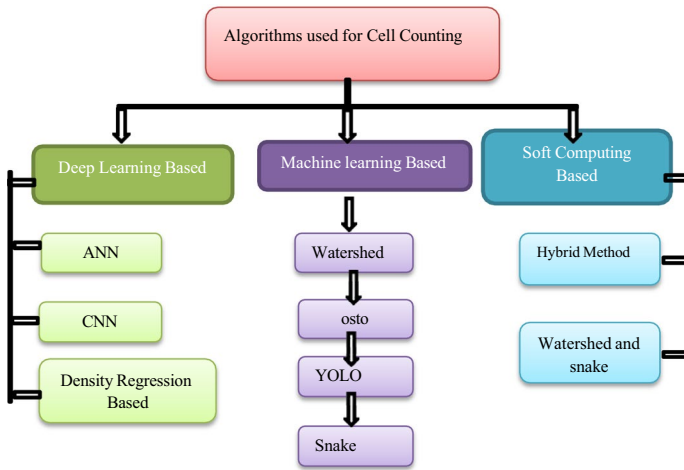 Algorithms used for Cell Counting
Deep Learning Based
Machine learning Based
Soft Computing
Based
ANN
CNN
Density Regression
Based
Watershed
osto
YOLO
Snake
Hybrid Method
Watershed and
snake